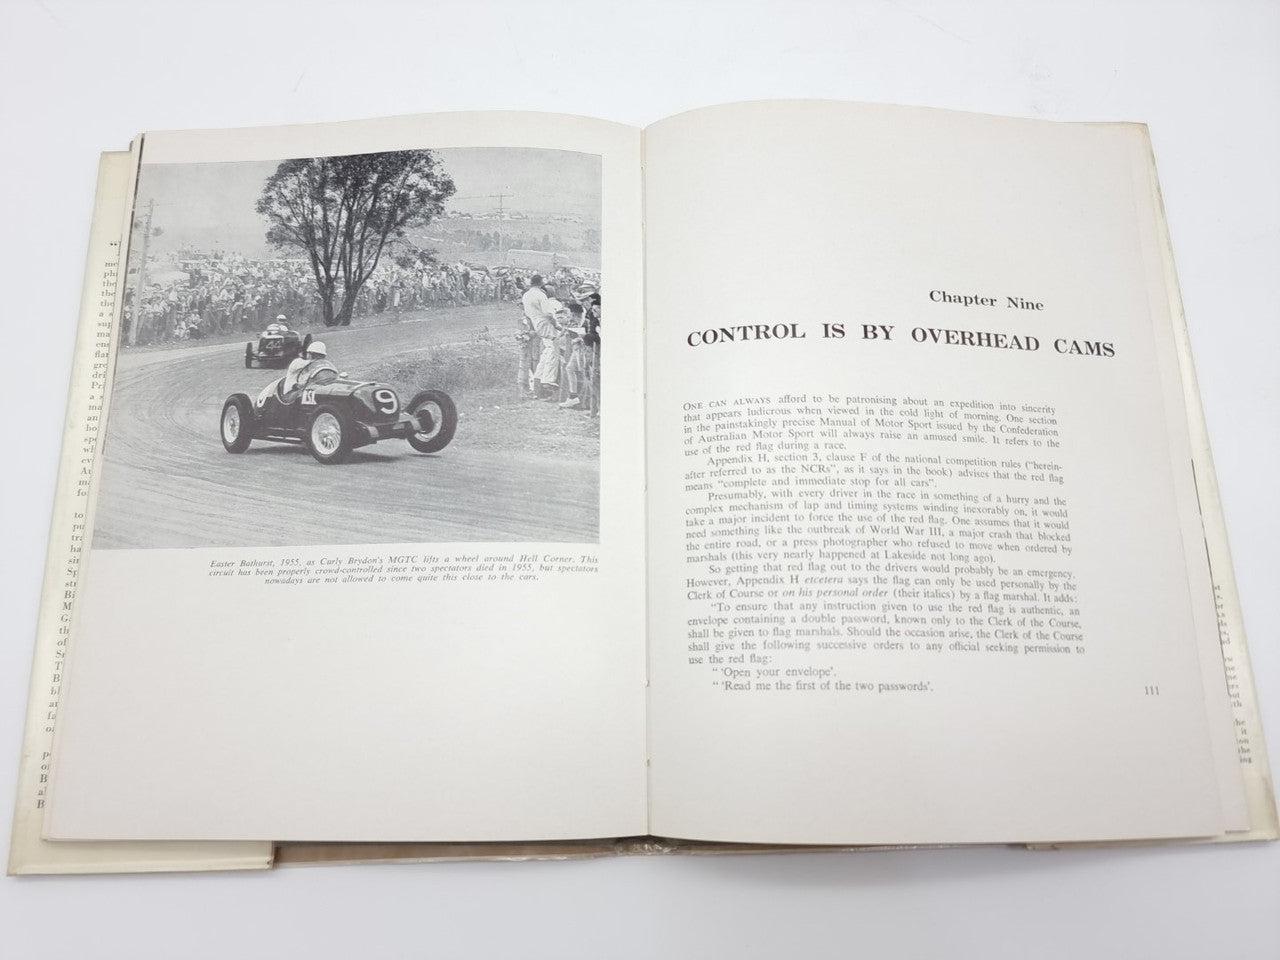 44
9
Easter Bathurst, 1955, as Curly Brydon's MGTC lifts a wheel around Hell Corner. This
circuit has been properly crowd-controlled since two spectators died in 1955, but spectators
nowadays are not allowed to come quite this close to the cars.
Chapter Nine
CONTROL IS BY OVERHEAD CAMS
ONE CAN ALWAYS afford to be patronising about an expedition into sincerity
that appears ludicrous when viewed in the cold light of morning. One section
in the painstakingly precise Manual of Motor Sport issued by the Confederation
of Australian Motor Sport will always raise an amused smile. It refers to the
use of the red flag during a race.
Appendix H, section 3, clause F of the national competition rules ("herein-
after referred to as the NCRs", as it says in the book) advises that the red flag
means "complete and immediate stop for all cars".
Presumably, with every driver in the race in something of a hurry and the
complex mechanism of lap and timing systems winding inexorably on, it would
take a major incident to force the use of the red flag. One assumes that it would
need something like the outbreak of World War III, a major crash that blocked
the entire road, or a press photographer who refused to move when ordered by
marshals (this very nearly happened at Lakeside not long ago).
So getting that red flag out to the drivers would probably be an emergency.
However, Appendix H etcetera says the flag can only be used personally by the
Clerk of Course or on his personal order (their italics) by a flag marshal. It adds:
"To ensure that any instruction given to use the red flag is authentic, an
envelope containing a double password, known only to the Clerk of the Course,
shall be given to flag marshals. Should the occasion arise, the Clerk of the Course
shall give the following successive orders to any official seeking permission to
use the red flag:
" 'Open your envelope'.
" 'Read me the first of the two passwords'.
111